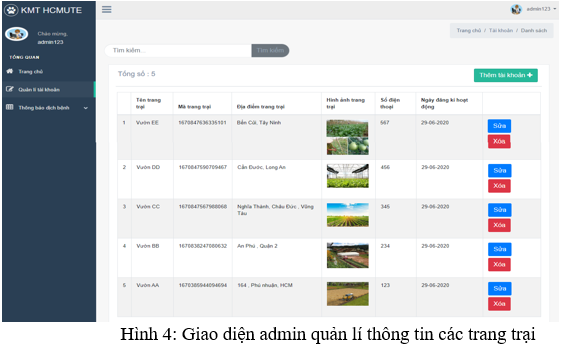 KMT HCMUTE
admin123
Chào mừng,
admin123
TỔNG QUAN
Trang chủ
Quản lí tài khoản
Thông báo dịch bệnh
Trang chủ / Tài khoản / Danh sách
Tìm kiếm... Tìm kiếm
Tổng số : 5
Thêm tài khoản +
Tên trang trại Mã trang trại Địa điểm trang trại Hình ảnh trang trại Số điện thoại Ngày đăng kí hoạt động
1 Vườn EE 1670847636335101 Bến Củi, Tây Ninh 567 29-06-2020 Sửa Xóa
2 Vườn DD 1670847590709467 Cần Đước, Long An 456 29-06-2020 Sửa Xóa
3 Vườn CC 1670847567988068 Nghĩa Thành, Châu Đức , Vũng Tàu 345 29-06-2020 Sửa Xóa
4 Vườn BB 1670838247080632 An Phú , Quận 2 234 29-06-2020 Sửa Xóa
5 Vườn AA 1670380944094694 164 , Phú nhuận, HCM 123 29-06-2020 Sửa Xóa
Hình 4: Giao diện admin quản lí thông tin các trang trại